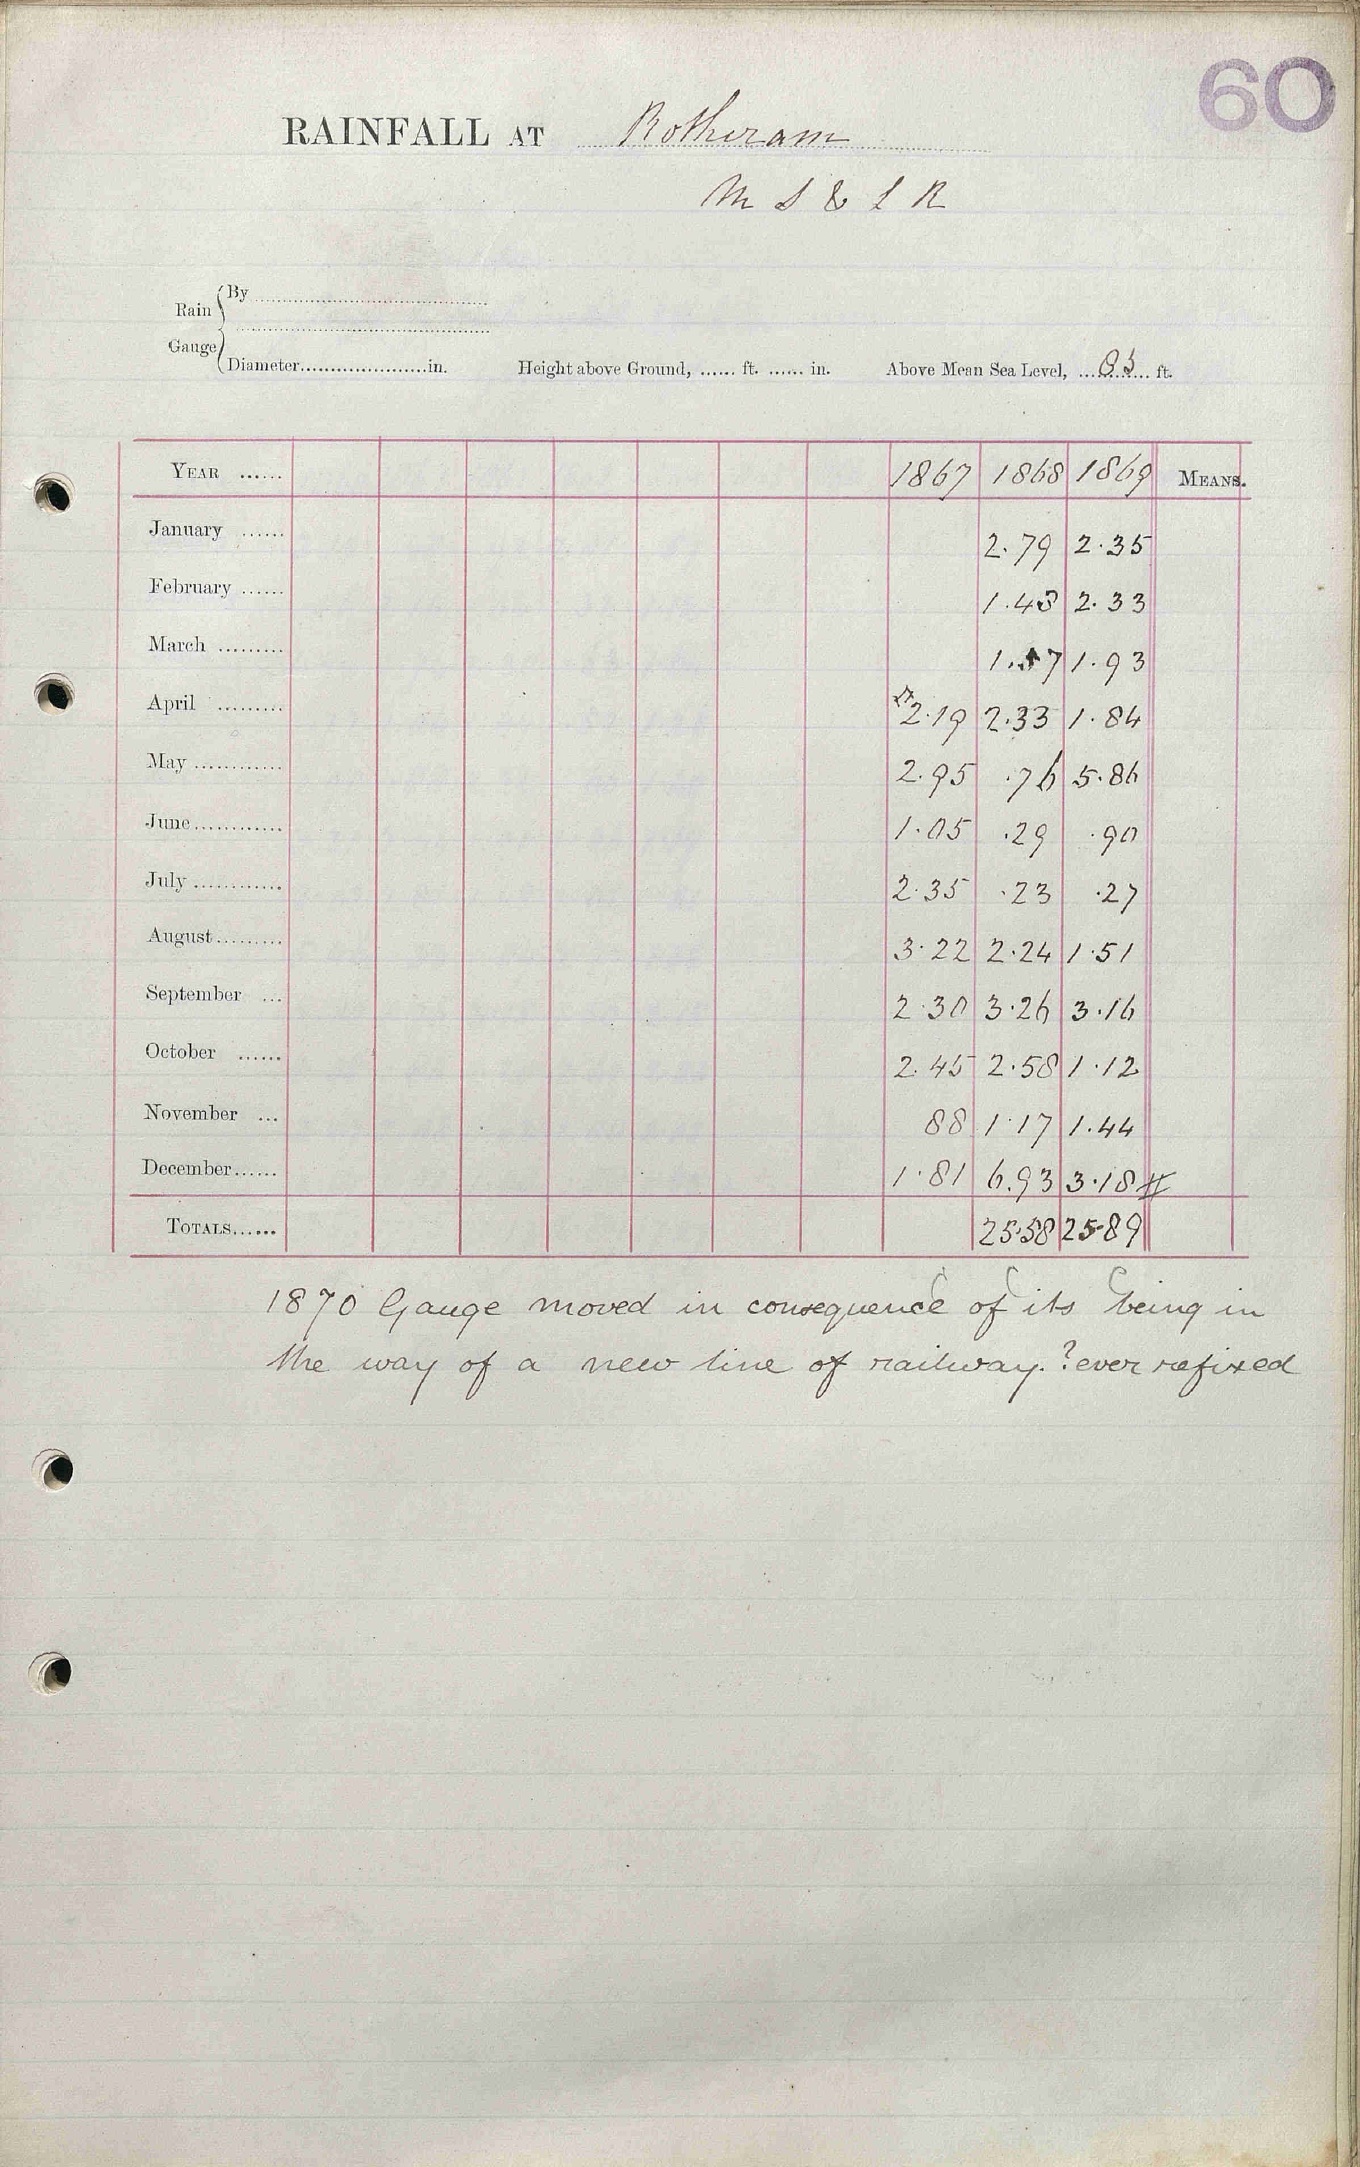 60
RAINFALL AT Rotheram
M S & L R
Rain Gauge
By
Diameter in. Height above Ground, ft. in. Above Mean Sea Level, ft.
YEAR 1867 1868 1869 MEANS.
January 2.79 2.35
February 1.43 2.33
March 1.57 1.93
April 2.19 2.33 1.84
May 2.95 .76 5.86
June 1.05 .29 .90
July 2.35 .23 .27
August 3.22 2.24 1.51
September 2.30 3.26 3.16
October 2.45 2.58 1.12
November 88 1.17 1.44
December 1.81 6.93 3.18 #
TOTALS 25.58 25.89
1870 Gauge moved in consequence of its being in
the way of a new line of railway. ? ever refixed